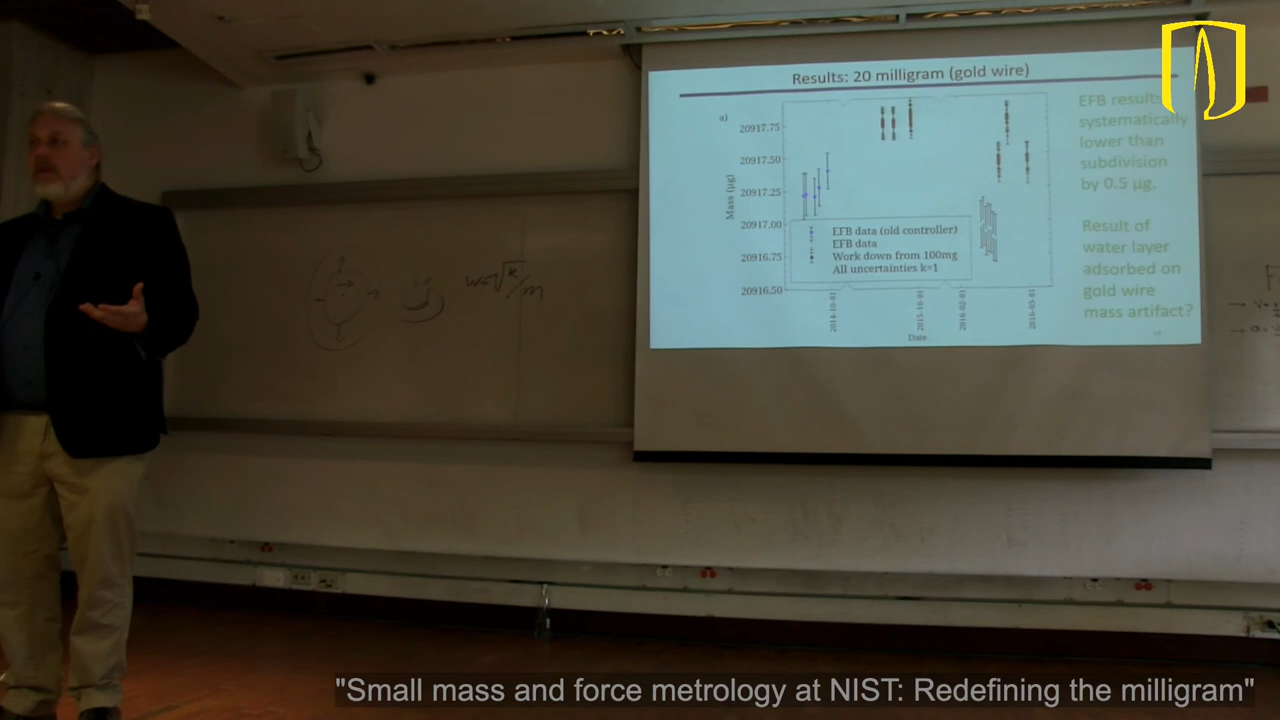 Results: 20 milligram (gold wire)
a)
20917.75
20917.50
20917.25
20917.00
20916.75
20916.50
Mass (µg)
EFB data (old controller)
EFB data
Work down from 100mg
All uncertainties k=1
2014-10-01
2015-10-01
2016-02-01
2016-03-01
Date
EFB results
systematically
lower than
subdivision
by 0.5 µg.
Result of
water layer
adsorbed on
gold wire
mass artifact?
"Small mass and force metrology at NIST: Redefining the milligram"